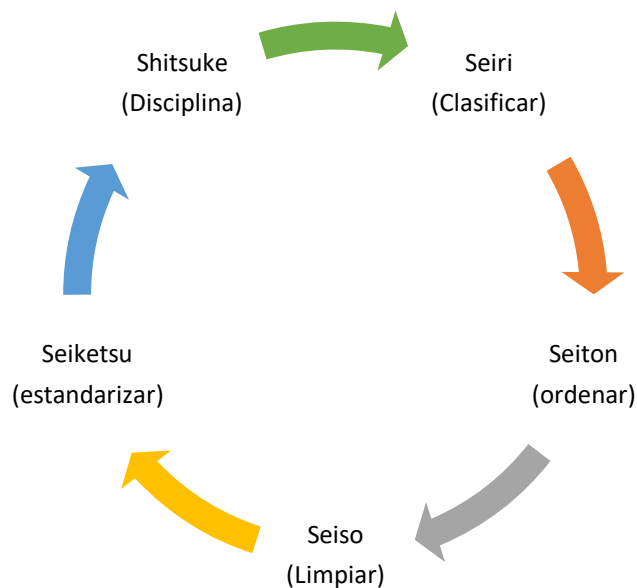 Shitsuke
(Disciplina)
Seiri
(Clasificar)
Seiton
(ordenar)
Seiso
(Limpiar)
Seiketsu
(estandarizar)